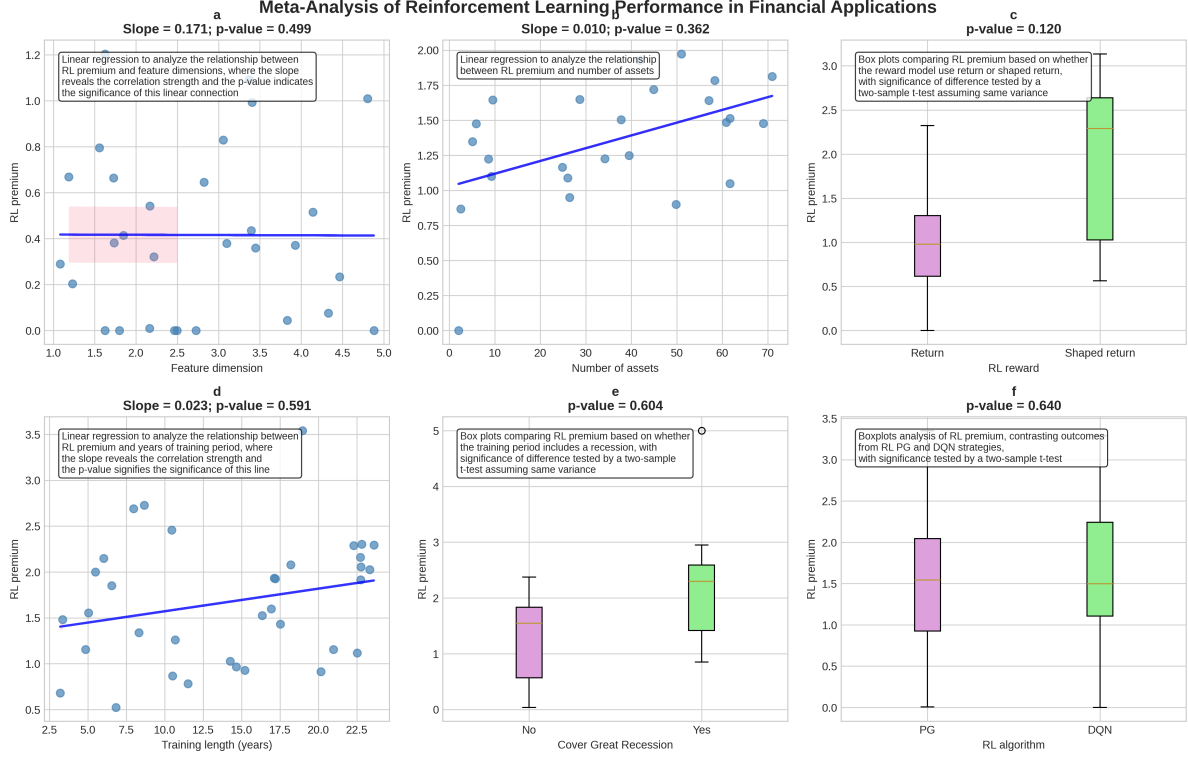 Meta-Analysis of Reinforcement Learning Performance in Financial Applications
a
Slope = 0.171; p-value = 0.499
Linear regression to analyze the relationship between
RL premium and feature dimensions, where the slope
reveals the correlation strength and the p-value indicates
the significance of this linear connection
RL premium
1.2
1.0
0.8
0.6
0.4
0.2
0.0
1.0 1.5 2.0 2.5 3.0 3.5 4.0 4.5 5.0
Feature dimension
b
Slope = 0.010; p-value = 0.362
Linear regression to analyze the relationship
between RL premium and number of assets
RL premium
2.00
1.75
1.50
1.25
1.00
0.75
0.50
0.25
0.00
0 10 20 30 40 50 60 70
Number of assets
c
p-value = 0.120
Box plots comparing RL premium based on whether
the reward model use return or shaped return,
with significance of difference tested by a
two-sample t-test assuming same variance
RL premium
3.0
2.5
2.0
1.5
1.0
0.5
0.0
Return Shaped return
RL reward
d
Slope = 0.023; p-value = 0.591
Linear regression to analyze the relationship between
RL premium and years of training period, where
the slope reveals the correlation strength and
the p-value signifies the significance of this line
RL premium
3.5
3.0
2.5
2.0
1.5
1.0
0.5
2.5 5.0 7.5 10.0 12.5 15.0 17.5 20.0 22.5
Training length (years)
e
p-value = 0.604
Box plots comparing RL premium based on whether
the training period includes a recession, with
significance of difference tested by a two-sample
t-test assuming same variance
RL premium
5
4
3
2
1
0
No Yes
Cover Great Recession
f
p-value = 0.640
Boxplots analysis of RL premium, contrasting outcomes
from RL PG and DQN strategies,
with significance tested by a two-sample t-test
RL premium
3.5
3.0
2.5
2.0
1.5
1.0
0.5
0.0
PG DQN
RL algorithm